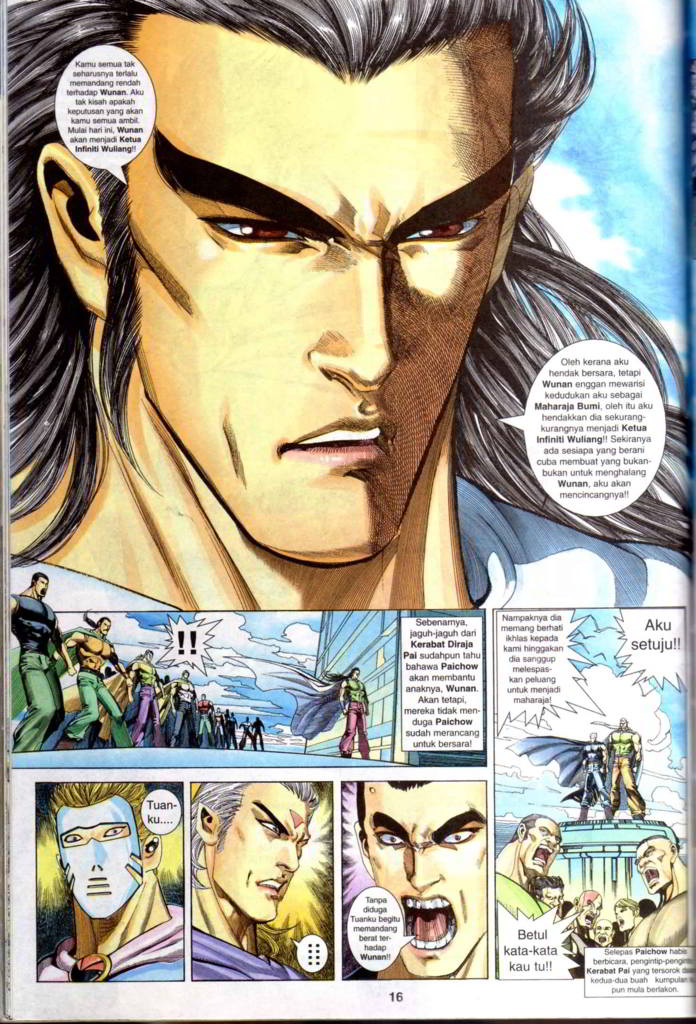 Kamu semua tak
seharusnya terlalu
memandang rendah
terhadap Wunan. Aku
tak kisah apakah
keputusan yang akan
kamu semua ambil.
Mulai hari ini, Wunan
akan menjadi Ketua
Infiniti Wuliang!!
Oleh kerana aku
hendak bersara, tetapi
Wunan enggan mewarisi
kedudukan aku sebagai
Maharaja Bumi, oleh itu aku
hendakkan dia sekurang-
kurangnya menjadi Ketua
Infiniti Wuliang!! Sekiranya
ada sesiapa yang berani
cuba membuat yang bukan-
bukan untuk menghalang
Wunan, aku akan
mencincangnya!!
!!
Sebenarnya,
jaguh-jaguh dari
Kerabat Diraja
Pai sudahpun tahu
bahawa Paichow
akan membantu
anaknya, Wunan.
Akan tetapi,
mereka tidak men-
duga Paichow
sudah merancang
untuk bersara!
Nampaknya dia
memang berhati
ikhlas kepada
kami hinggakan
dia sanggup
melespas-
kan peluang
untuk menjadi
maharaja!
Aku
setuju!!
Tuan-
ku....
Tanpa
diduga
Tuanku begitu
memandang
berat ter-
hadap
Wunan!!
Betul
kata-kata
kau tu!!
Selepas Paichow habis
berbicara, pengintip-pengin
Kerabat Pai yang tersorok d
kedua-dua buah kumpulan
pun mula berlakon.
16